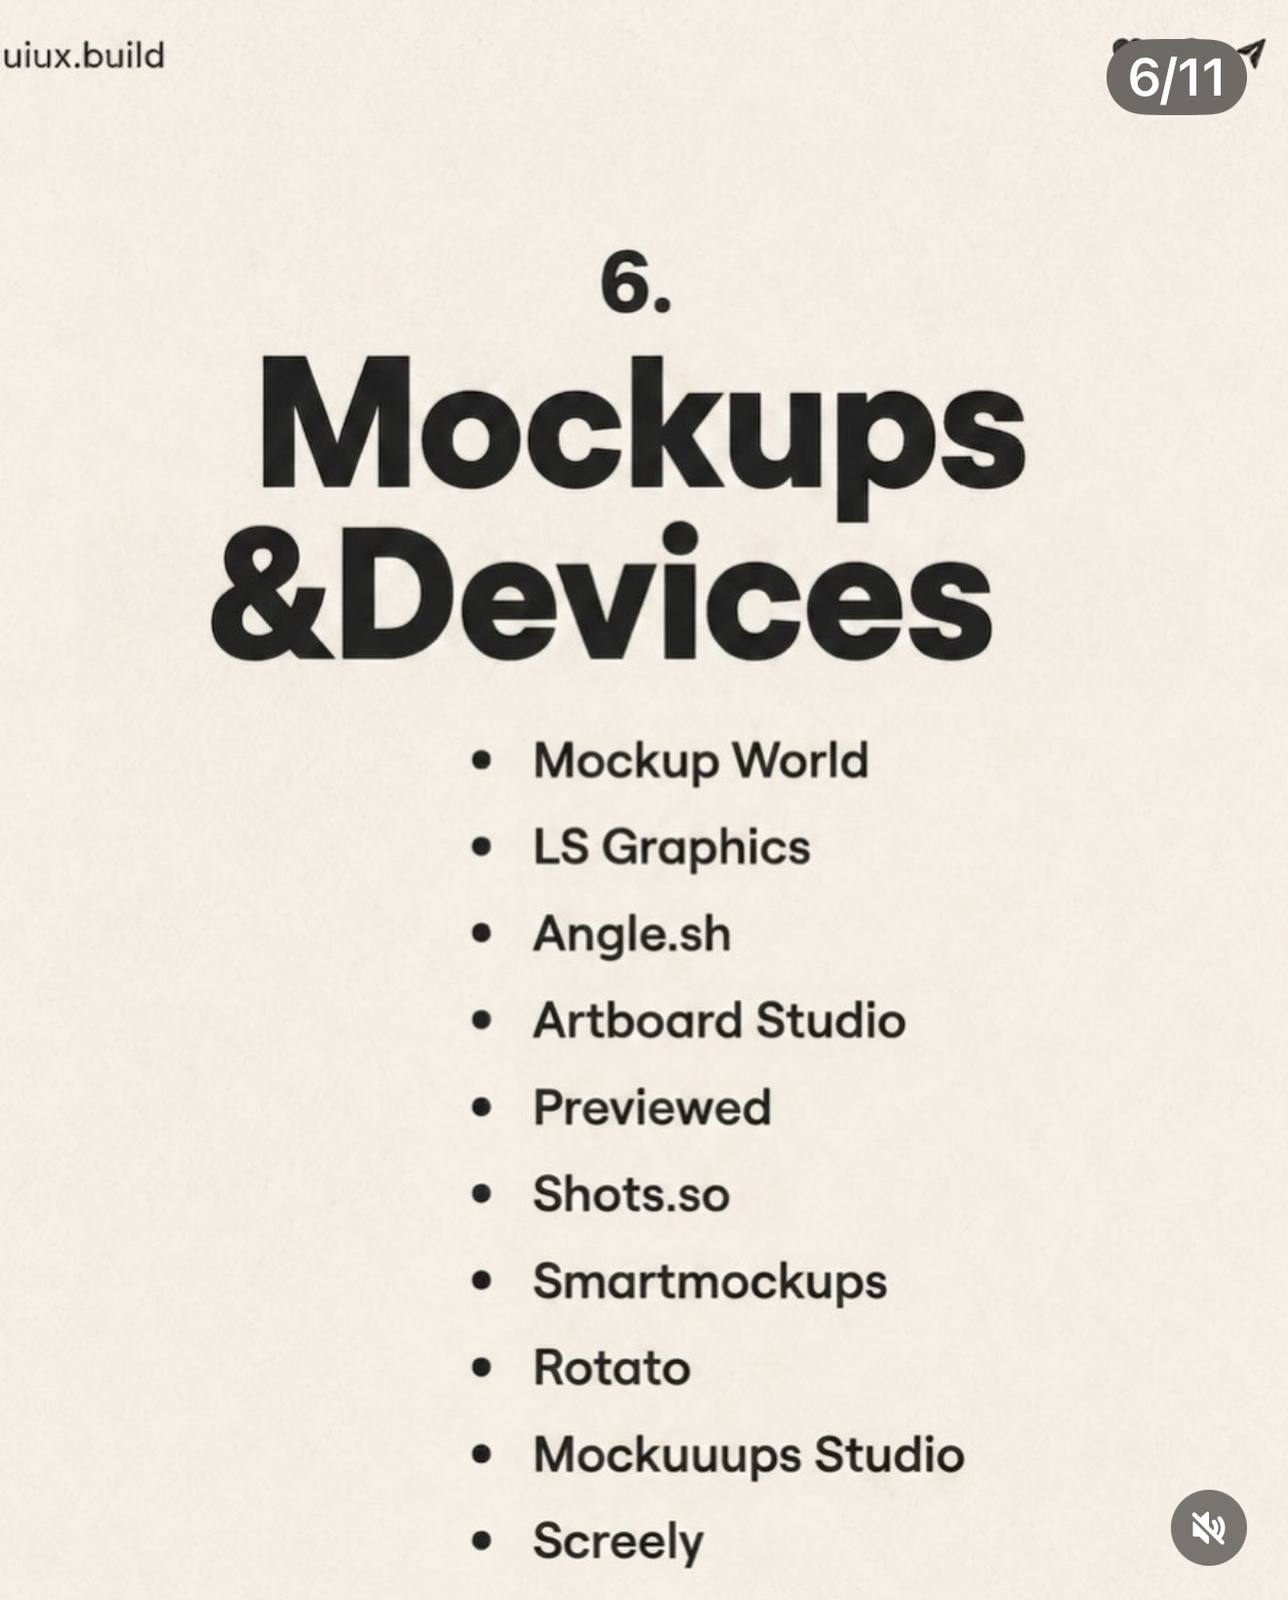 uiux.build
6/11
6.
Mockups
&Devices
• Mockup World
• LS Graphics
• Angle.sh
• Artboard Studio
• Previewed
• Shots.so
• Smartmockups
• Rotato
• Mockuuups Studio
• Screely